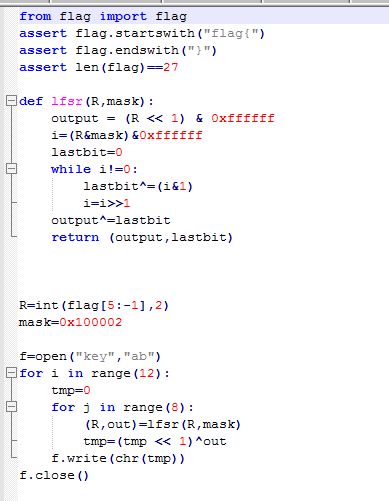 from flag import flag
assert flag.startswith("flag{")
assert flag.endswith("}")
assert len(flag)==27
def lfsr(R,mask):
    output = (R << 1) & 0xffffff
    i=(R&mask)&0xffffff
    lastbit=0
    while i!=0:
        lastbit^=(i&1)
        i=i>>1
    output^=lastbit
    return (output,lastbit)
R=int(flag[5:-1],2)
mask=0x100002
f=open("key","ab")
for i in range(12):
    tmp=0
    for j in range(8):
        (R,out)=lfsr(R,mask)
        tmp=(tmp << 1)^out
    f.write(chr(tmp))
f.close()